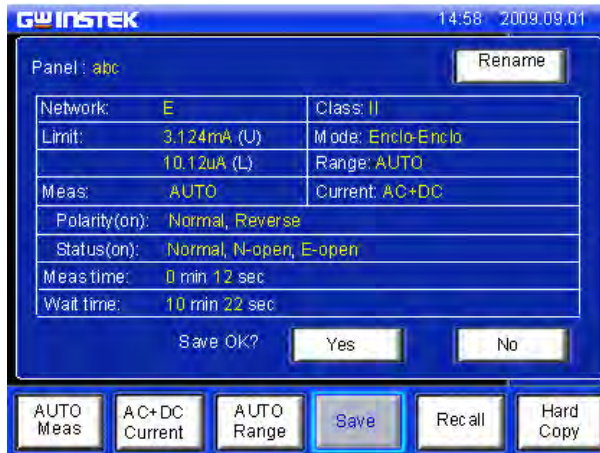 GWINSTEK 14:58 2009.09.01
Panel : abc Rename
Network: E Class: II
Limit: 3.124mA (U) Mode: Enclo-Enclo
10.12uA (L) Range: AUTO
Meas: AUTO Current: AC+DC
Polarity(on): Normal, Reverse
Status(on): Normal, N-open, E-open
Meas time: 0 min 12 sec
Wait time: 10 min 22 sec
Save OK? Yes No
AUTO Meas
AC+DC Current
AUTO Range
Save
Recall
Hard Copy